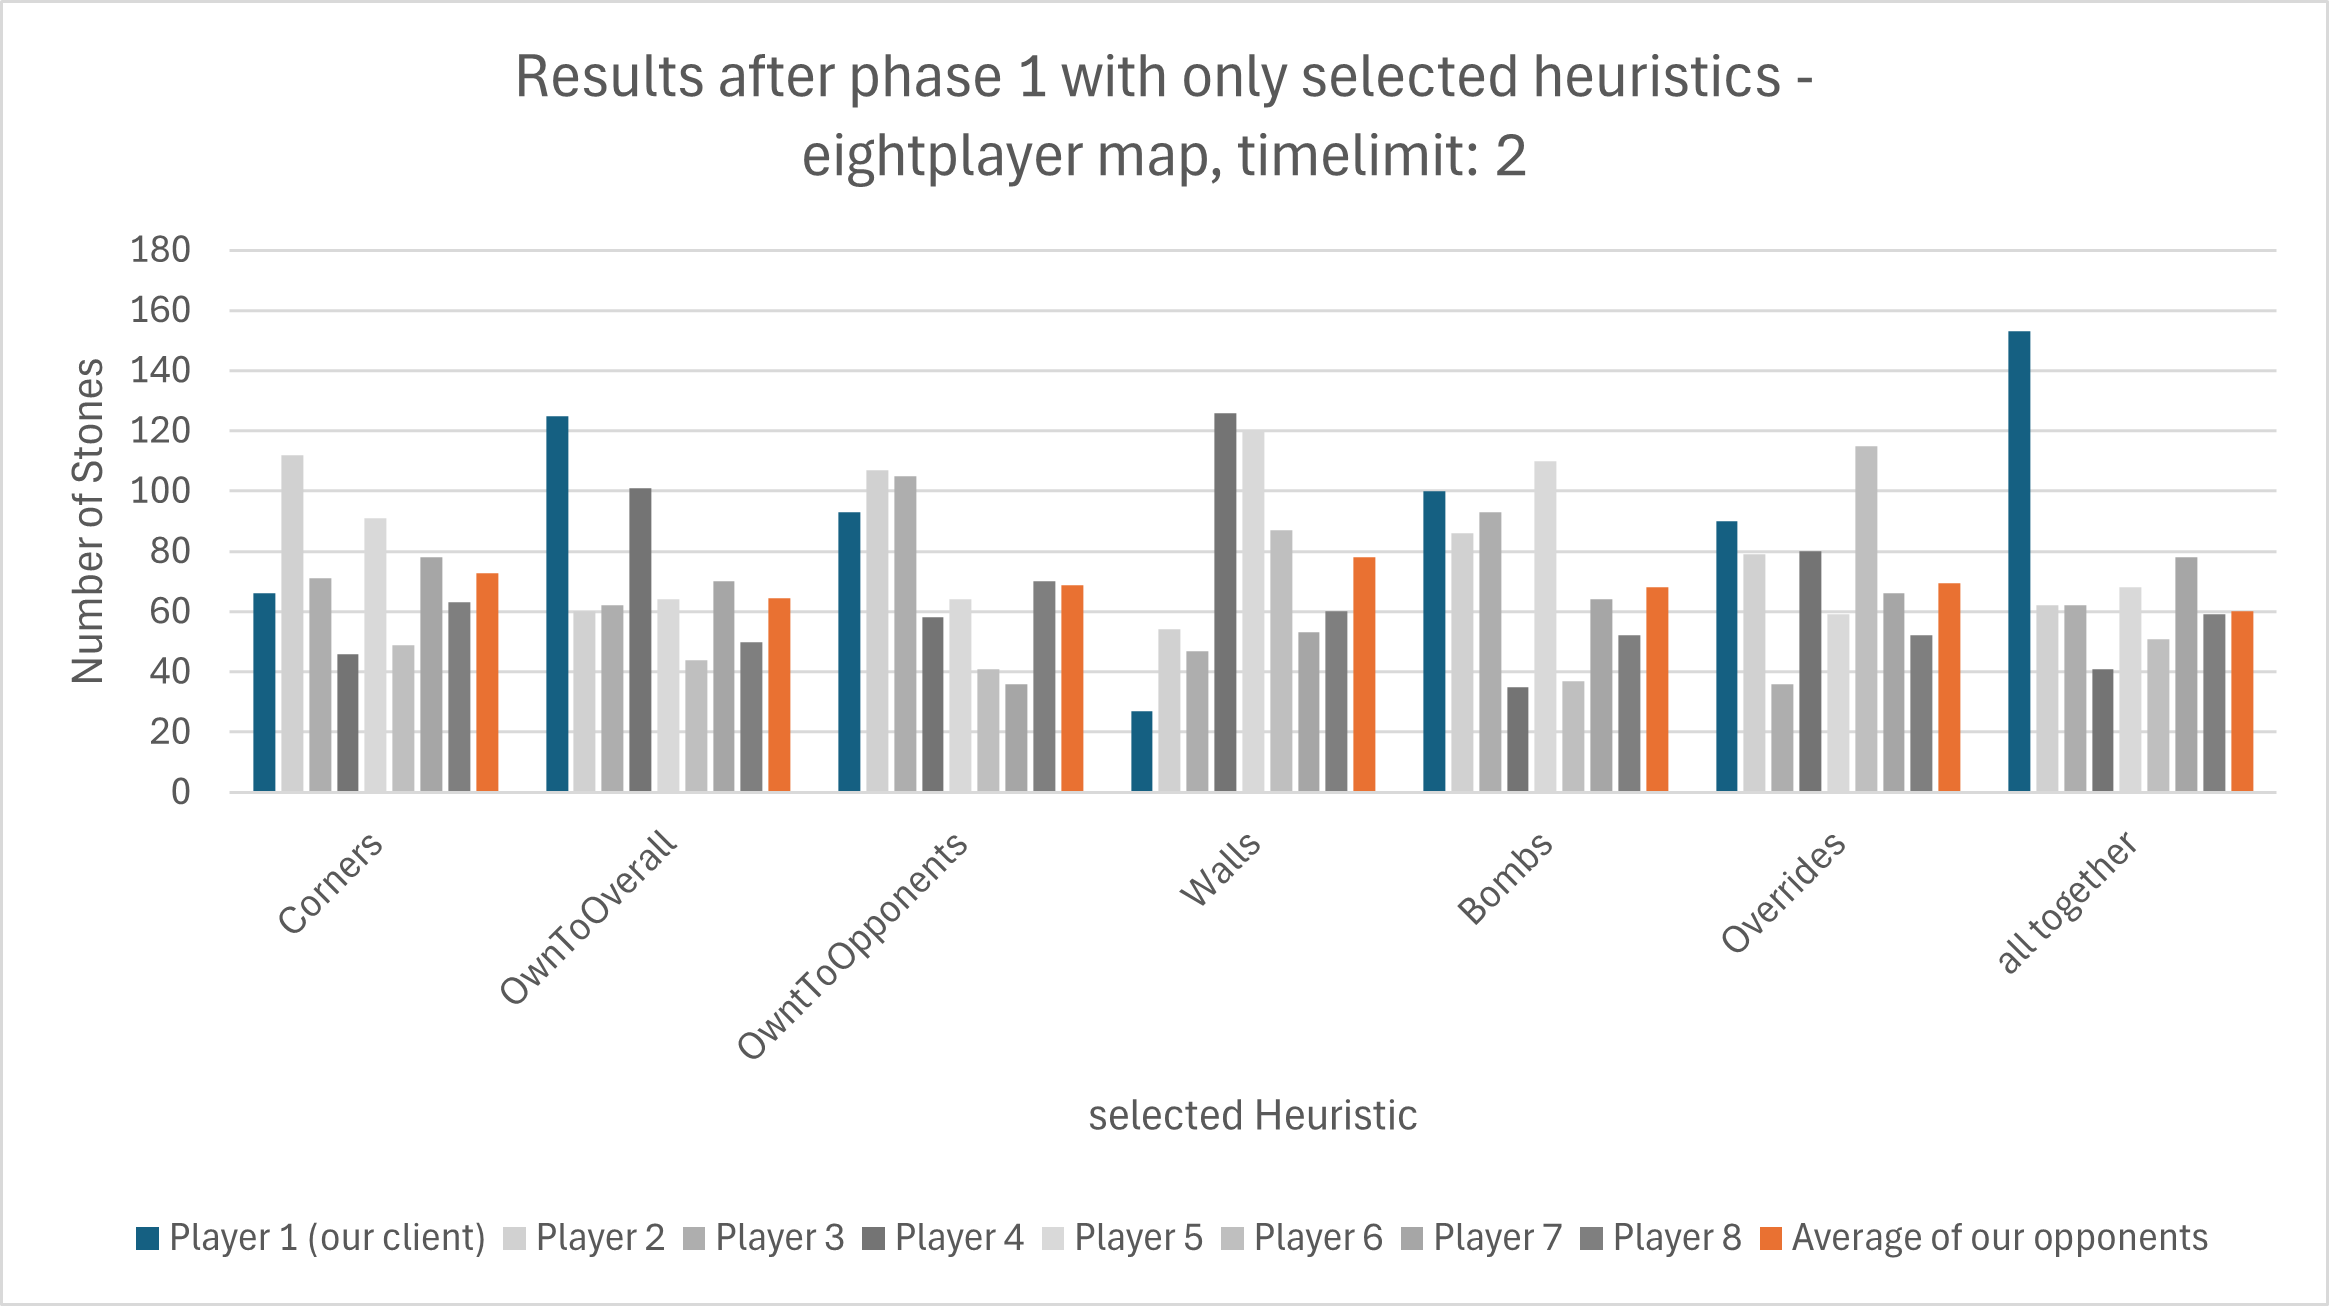 Results after phase 1 with only selected heuristics -
eightplayer map, timelimit: 2
Number of Stones
180
160
140
120
100
80
60
40
20
0
Corners
OwnToOverall
OwntToOpponents
Walls
Bombs
Overrides
all together
selected Heuristic
Player 1 (our client) Player 2 Player 3 Player 4 Player 5 Player 6 Player 7 Player 8 Average of our opponents